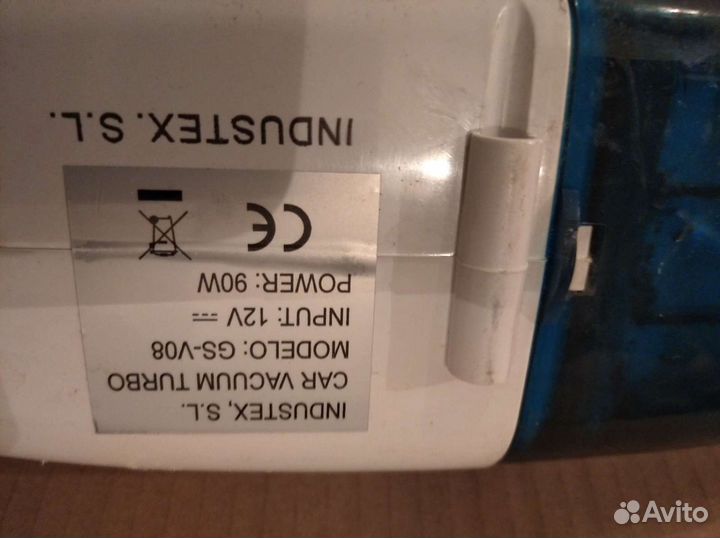 INDUSTEX, S.L.
CAR VACUUM TURBO
MODELO: GS-V08
INPUT: 12V ⎓
POWER: 90W
CE
INDUSTEX. S.L.
Avito